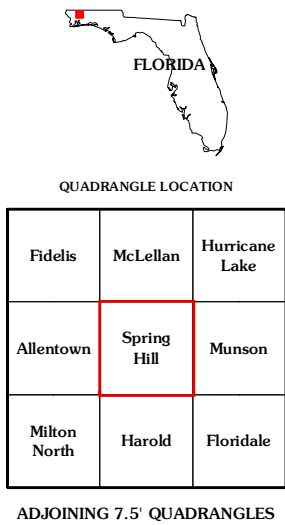 FLORIDA
QUADRANGLE LOCATION
Fidelis
McLellan
Hurricane
Lake
Allentown
Spring
Hill
Munson
Milton
North
Harold
Floridale
ADJOINING 7.5' QUADRANGLES